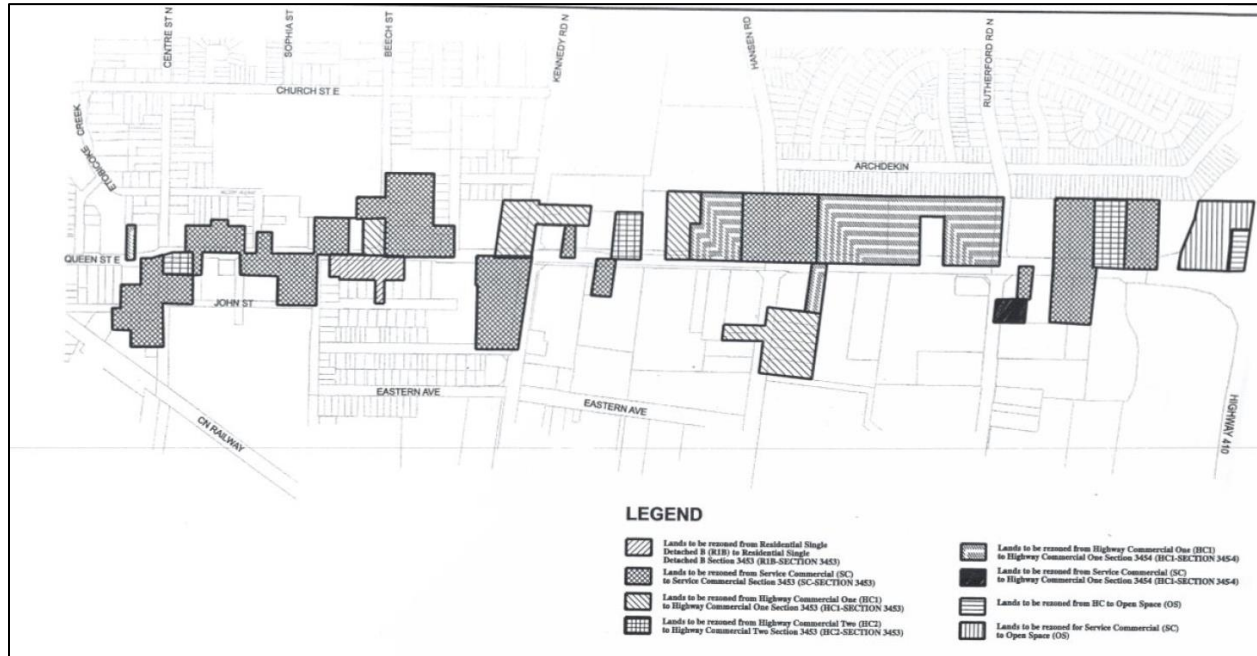 CENTRE ST N
SOPHIA ST
BEECH ST
KENNEDY RD N
HANSEN RD
RUTHERFORD RD N
CHURCH ST E
ETOBICOKE CREEK
ARCHDEKIN
QUEEN ST E
JOHN ST
EASTERN AVE
EASTERN AVE
CN RAILWAY
HIGHWAY 410
LEGEND
Lands to be rezoned from Residential Single
Detached B (R1B) to Residential Single
Detached B Section 3453 (R1B-SECTION 3453)
Lands to be rezoned from Service Commercial (SC)
to Service Commercial Section 3453 (SC-SECTION 3453)
Lands to be rezoned from Highway Commercial One (HC1)
to Highway Commercial One Section 3453 (HC1-SECTION 3453)
Lands to be rezoned from Highway Commercial Two (HC2)
to Highway Commercial Two Section 3453 (HC2-SECTION 3453)
Lands to be rezoned from Highway Commercial One (HC1)
to Highway Commercial One Section 3454 (HC1-SECTION 3454)
Lands to be rezoned from Service Commercial (SC)
to Highway Commercial One Section 3454 (HC1-SECTION 3454)
Lands to be rezoned from HC to Open Space (OS)
Lands to be rezoned for Service Commercial (SC)
to Open Space (OS)